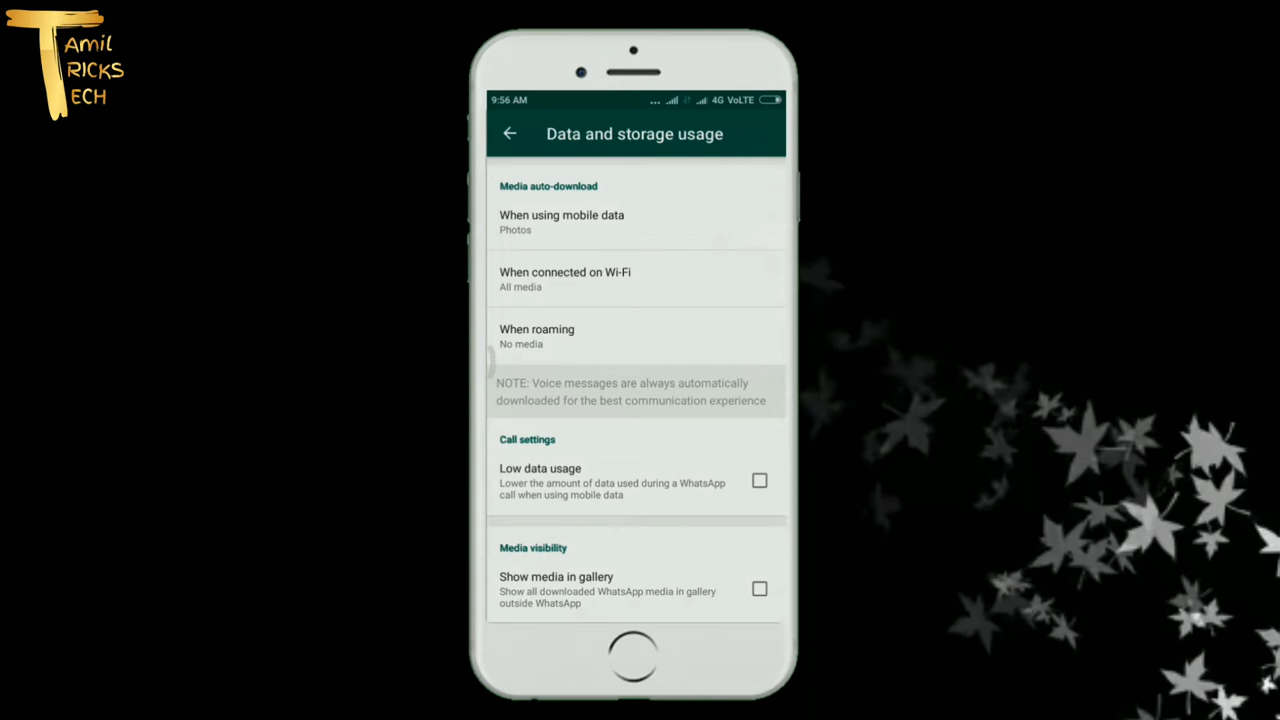 Tamil
Tricks
Tech
9:56 AM
... 4G VoLTE
Data and storage usage
Media auto-download
When using mobile data
Photos
When connected on Wi-Fi
All media
When roaming
No media
NOTE: Voice messages are always automatically
downloaded for the best communication experience
Call settings
Low data usage
Lower the amount of data used during a WhatsApp
call when using mobile data
Media visibility
Show media in gallery
Show all downloaded WhatsApp media in gallery
outside WhatsApp